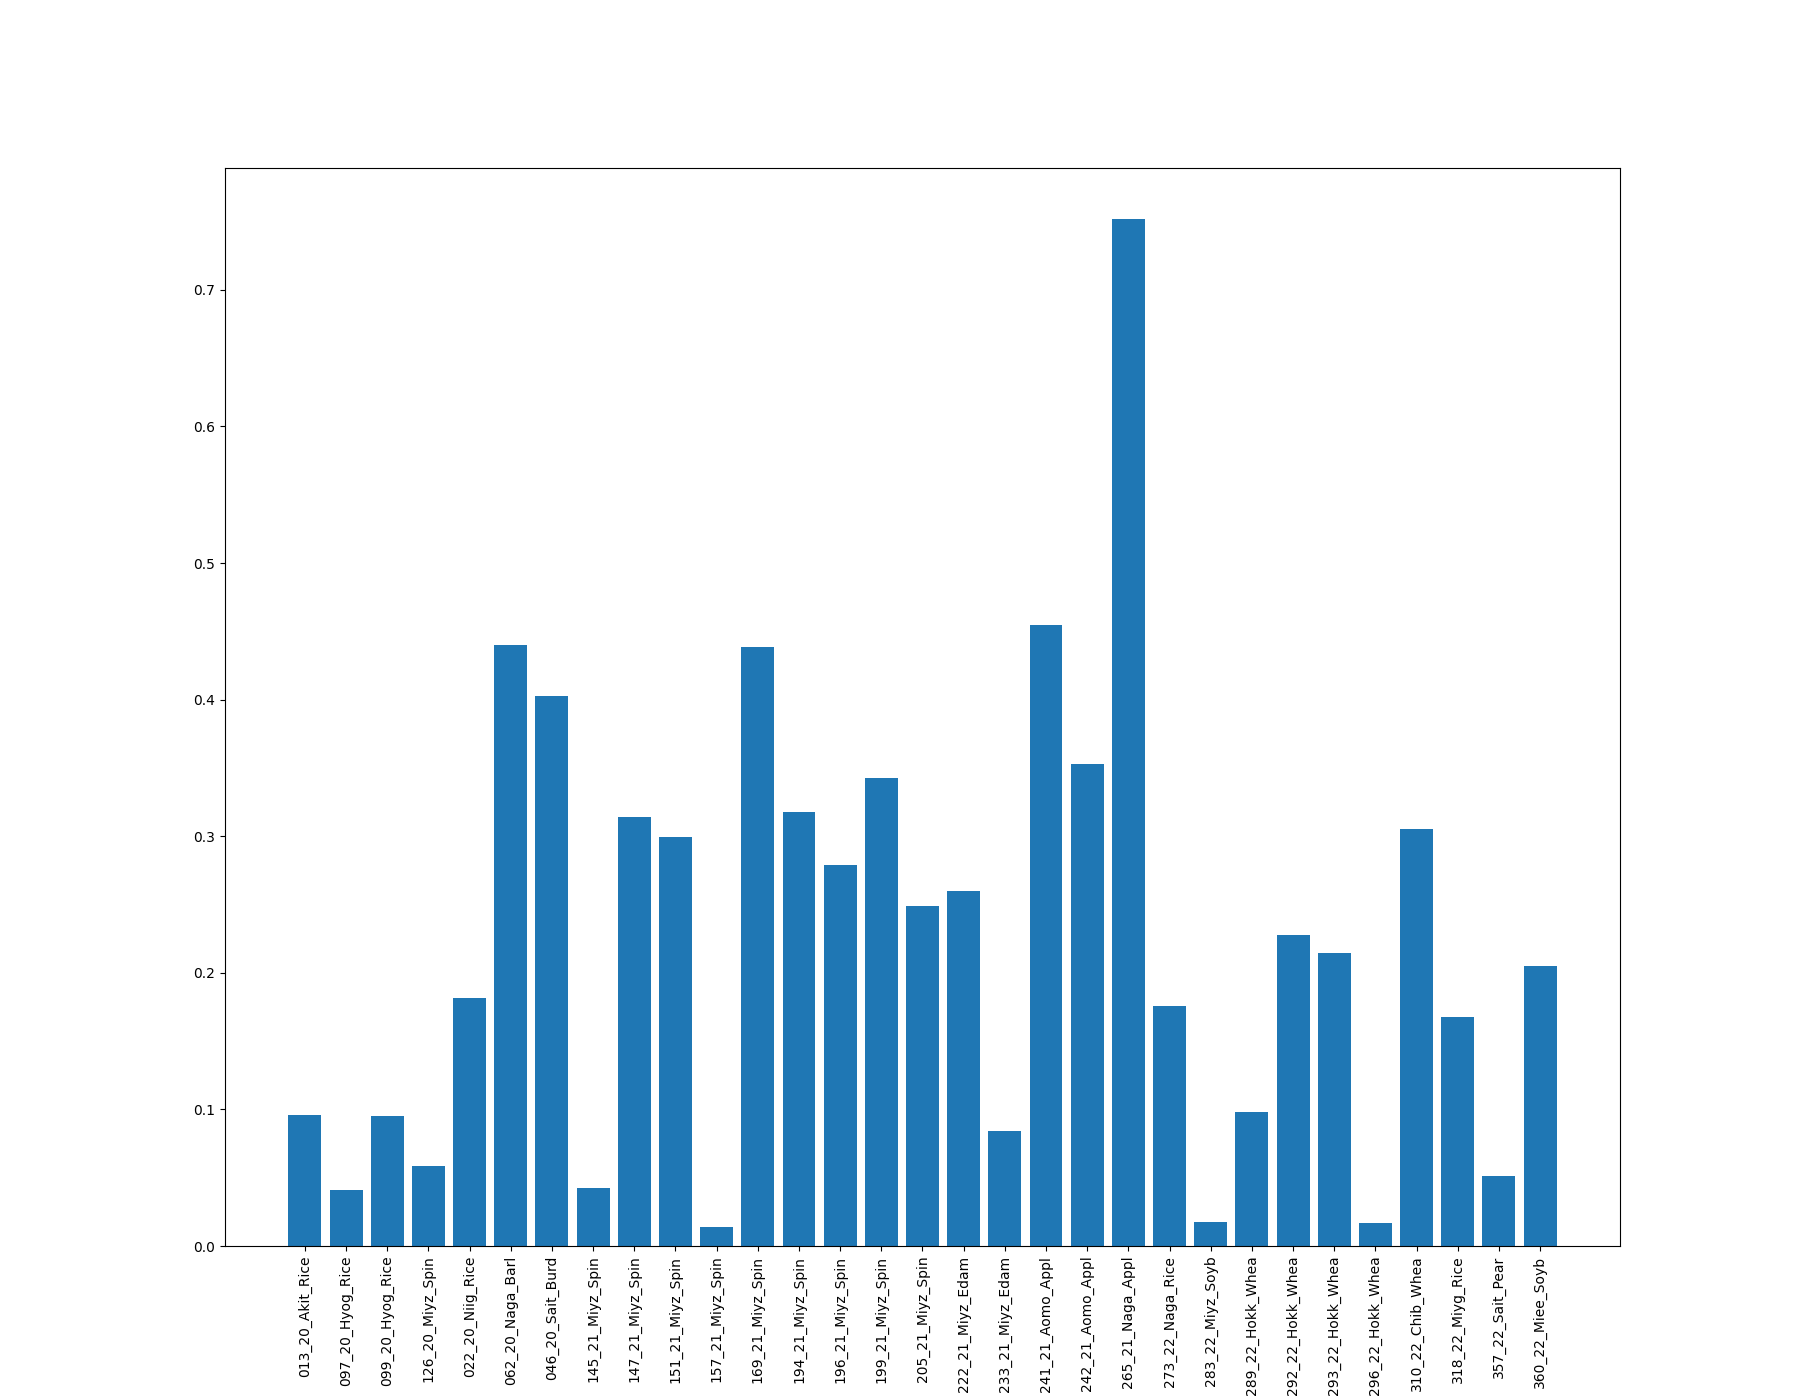 0.7
0.6
0.5
0.4
0.3
0.2
0.1
0.0
013_20_Akit_Rice
097_20_Hyog_Rice
099_20_Hyog_Rice
126_20_Miyz_Spin
022_20_Niig_Rice
062_20_Naga_Barl
046_20_Sait_Burd
145_21_Miyz_Spin
147_21_Miyz_Spin
151_21_Miyz_Spin
157_21_Miyz_Spin
169_21_Miyz_Spin
194_21_Miyz_Spin
196_21_Miyz_Spin
199_21_Miyz_Spin
205_21_Miyz_Spin
222_21_Miyz_Edam
233_21_Miyz_Edam
241_21_Aomo_Appl
242_21_Aomo_Appl
265_21_Naga_Appl
273_22_Naga_Rice
283_22_Miyz_Soyb
289_22_Hokk_Whea
292_22_Hokk_Whea
293_22_Hokk_Whea
296_22_Hokk_Whea
310_22_Chib_Whea
318_22_Miyg_Rice
357_22_Sait_Pear
360_22_Miee_Soyb